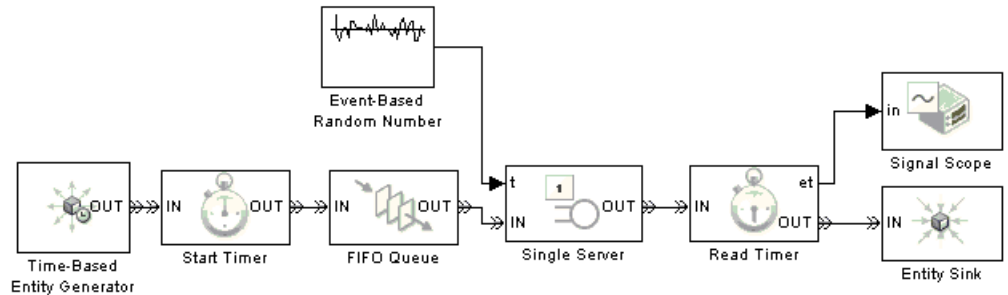 Event-Based
Random Number
in
Signal Scope
OUT
Time-Based
Entity Generator
IN
OUT
Start Timer
IN
OUT
FIFO Queue
t
IN
1
OUT
Single Server
IN
et
OUT
Read Timer
IN
Entity Sink